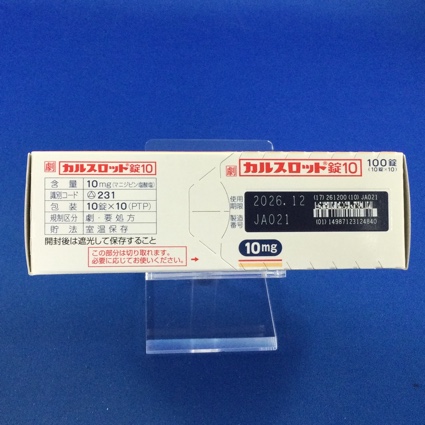 劇 カルスロット錠10
含 量 10mg(マニジピン塩酸塩)
識別コード 231
包 装 10錠×10(PTP)
規制区分 劇・要処方
貯 法 室温保存
開封後は遮光して保存すること
この部分は切り取れます。
必要に応じてお使いください。
劇 カルスロット錠10
100錠
(10錠×10)
使用期限 2026.12
製造番号 JA021
(17) 261200 (10) JA021
(01) 14987123124840
10mg